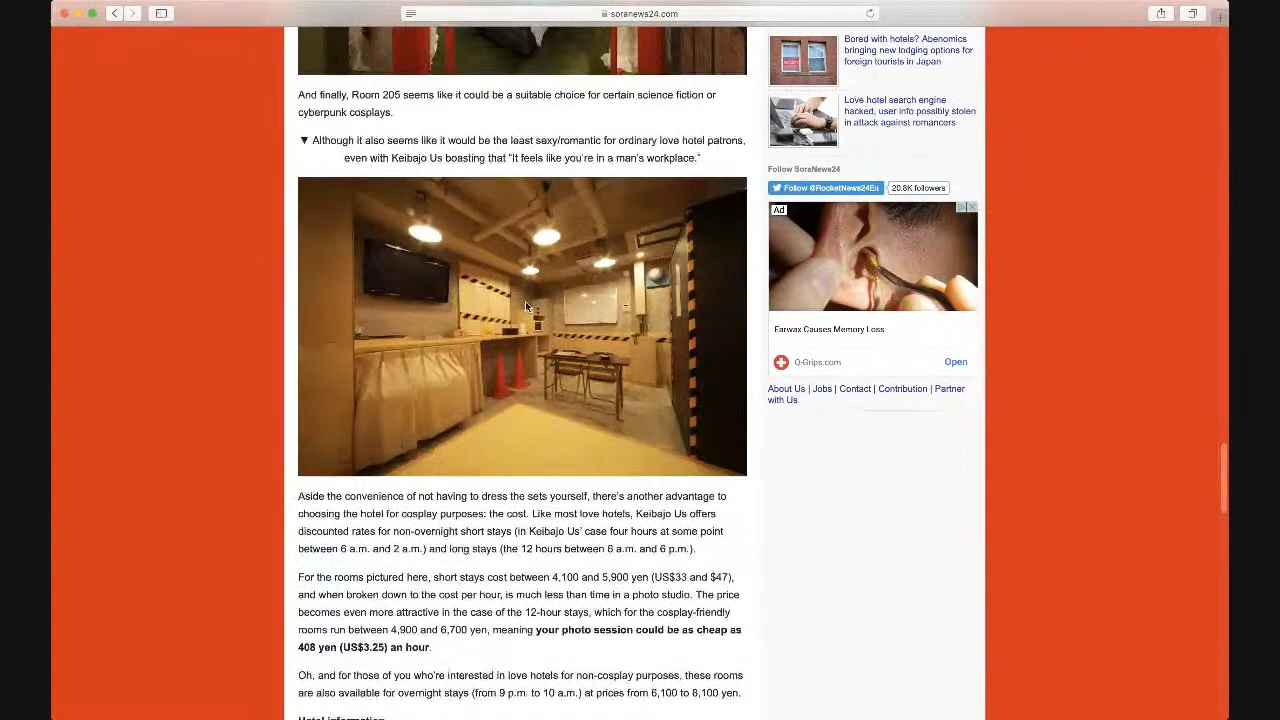 soranews24.com
And finally, Room 205 seems like it could be a suitable choice for certain science fiction or
cyberpunk cosplays.
▼ Although it also seems like it would be the least sexy/romantic for ordinary love hotel patrons,
even with Keibajo Us boasting that "It feels like you're in a man's workplace."
Aside the convenience of not having to dress the sets yourself, there's another advantage to
choosing the hotel for cosplay purposes: the cost. Like most love hotels, Keibajo Us offers
discounted rates for non-overnight short stays (in Keibajo Us' case four hours at some point
between 6 a.m. and 2 a.m.) and long stays (the 12 hours between 6 a.m. and 6 p.m.).
For the rooms pictured here, short stays cost between 4,100 and 5,900 yen (US$33 and $47),
and when broken down to the cost per hour, is much less than time in a photo studio. The price
becomes even more attractive in the case of the 12-hour stays, which for the cosplay-friendly
rooms run between 4,900 and 6,700 yen, meaning your photo session could be as cheap as
408 yen (US$3.25) an hour.
Oh, and for those of you who're interested in love hotels for non-cosplay purposes, these rooms
are also available for overnight stays (from 9 p.m. to 10 a.m.) at prices from 6,100 to 8,100 yen.
Hotel information
Bored with hotels? Abenomics
bringing new lodging options for
foreign tourists in Japan
Love hotel search engine
hacked, user info possibly stolen
in attack against romancers
Follow SoraNews24
Follow @RocketNews24En 20.8K followers
Ad
Earwax Causes Memory Loss
Q-Grips.com Open
About Us | Jobs | Contact | Contribution | Partner
with Us